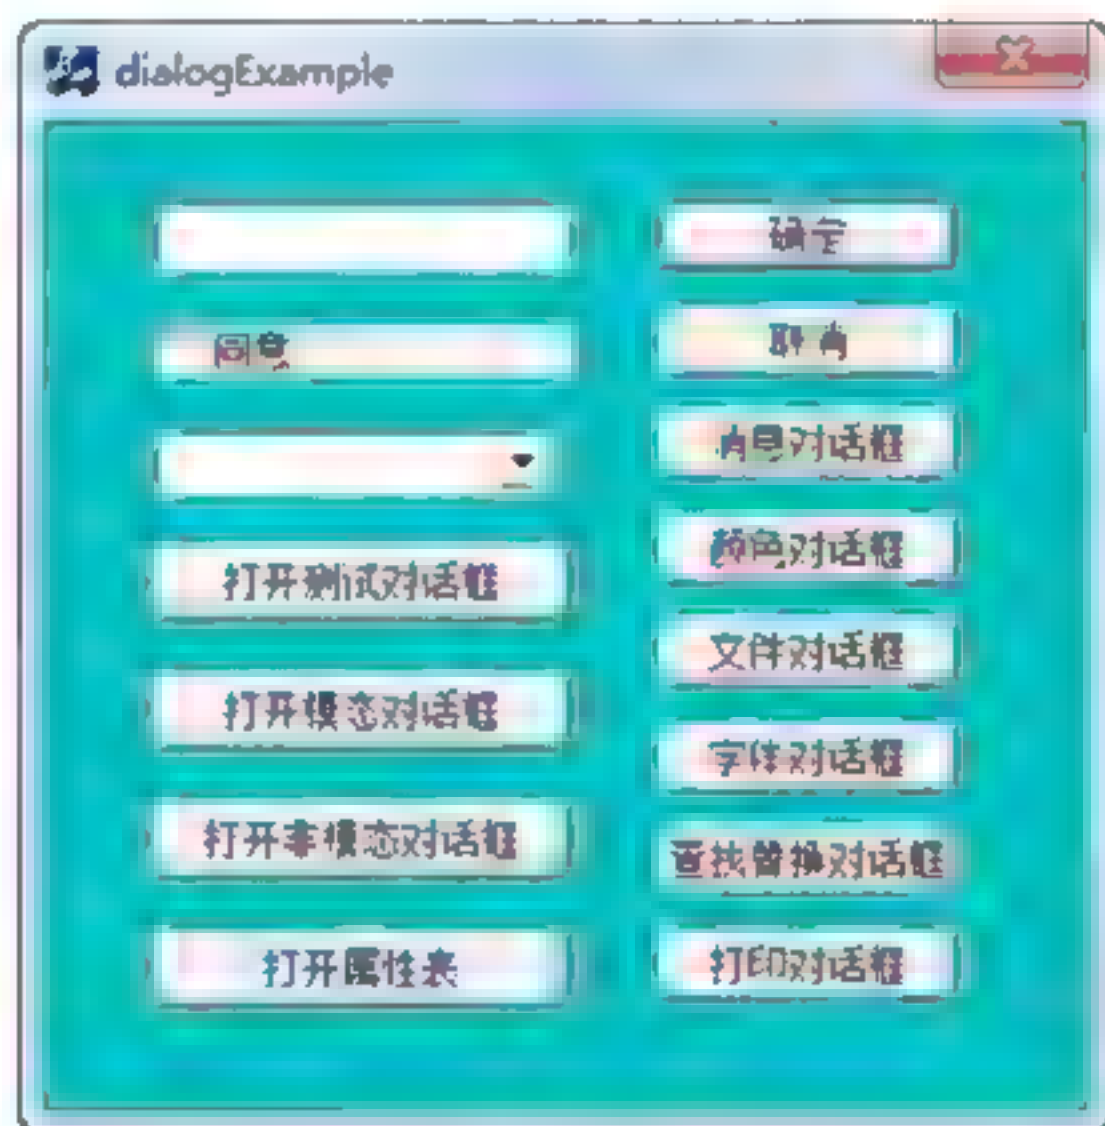 dialogExample
确定
同意
取消
消息对话框
颜色对话框
打开测试对话框
文件对话框
打开模态对话框
字体对话框
打开非模态对话框
查找替换对话框
打开属性表
打印对话框